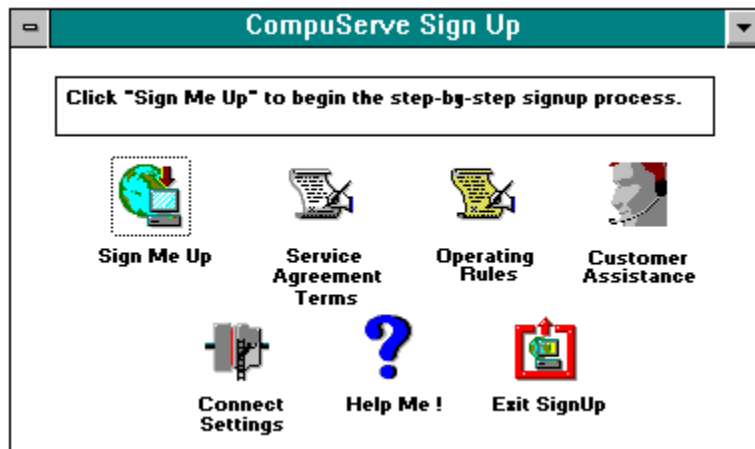 CompuServe Sign Up
Click "Sign Me Up" to begin the step-by-step signup process.
Sign Me Up
Service
Agreement
Terms
Operating
Rules
Customer
Assistance
Connect
Settings
Help Me !
Exit SignUp